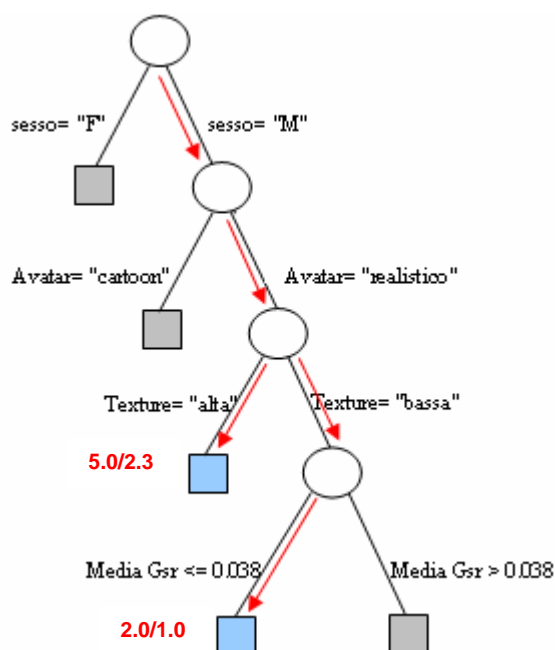 sesso= "F"
sesso= "M"
Avatar= "cartoon"
Avatar= "realistico"
Texture= "alta"
Texture= "bassa"
5.0/2.3
Media Gsr <= 0.038
Media Gsr > 0.038
2.0/1.0